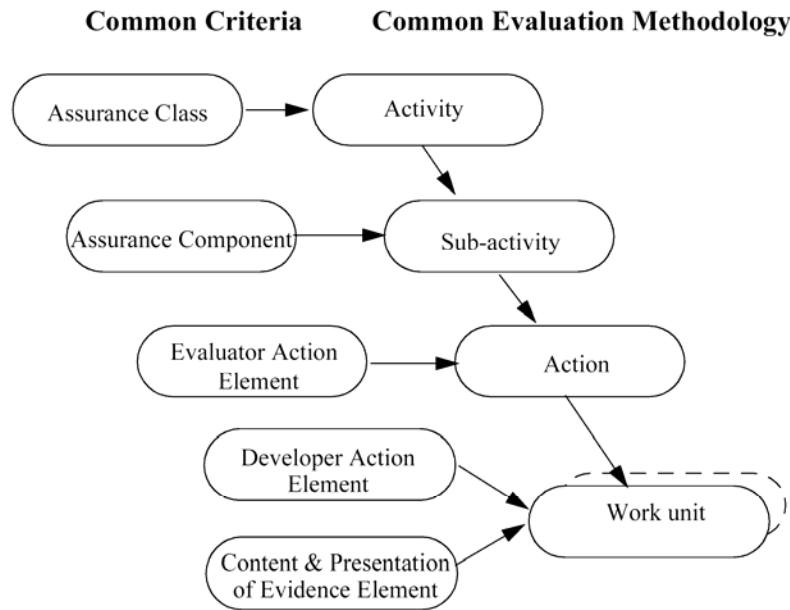 Common Criteria
Common Evaluation Methodology
Assurance Class
Activity
Assurance Component
Sub-activity
Evaluator Action
Element
Action
Developer Action
Element
Work unit
Content & Presentation
of Evidence Element